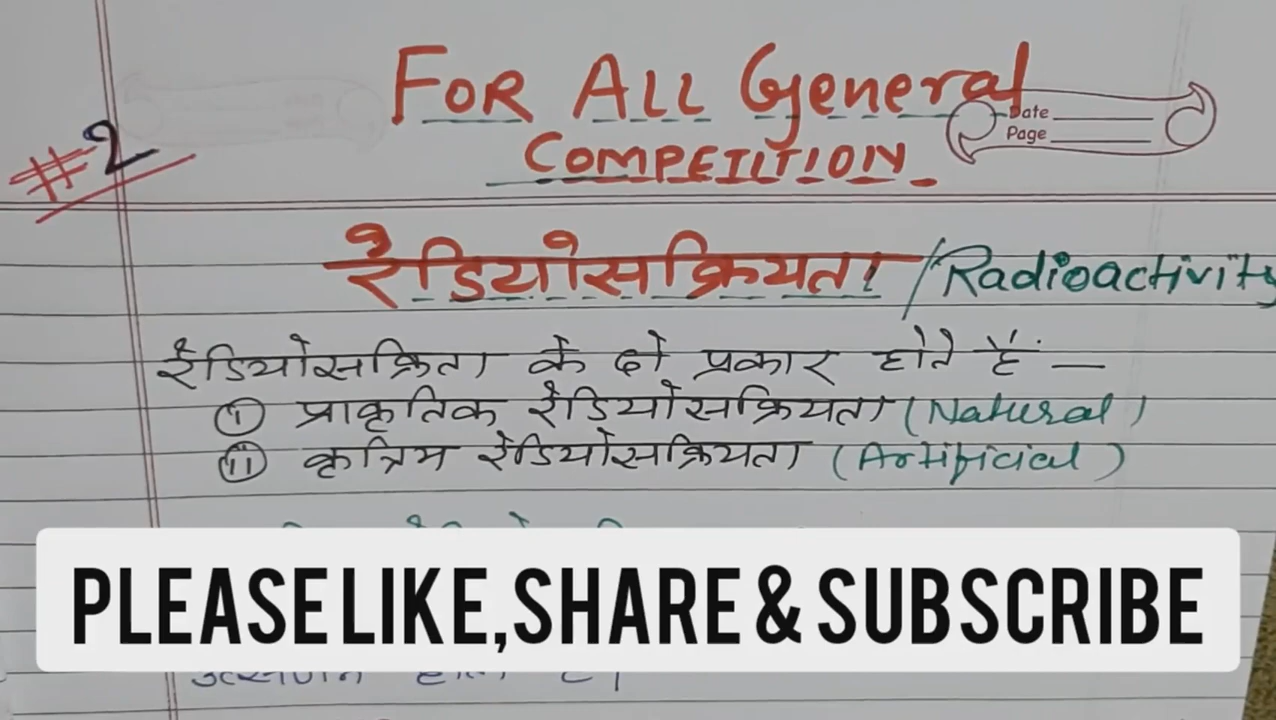 FOR ALL General
Date
Page
#2
COMPETITION
रेडियोसक्रियता / Radioactivity
रेडियोसक्रिता के दो प्रकार होते हैं —
(i) प्राकृतिक रेडियोसक्रियता (Natural)
(ii) कृत्रिम रेडियोसक्रियता (Artificial)
PLEASE LIKE, SHARE & SUBSCRIBE